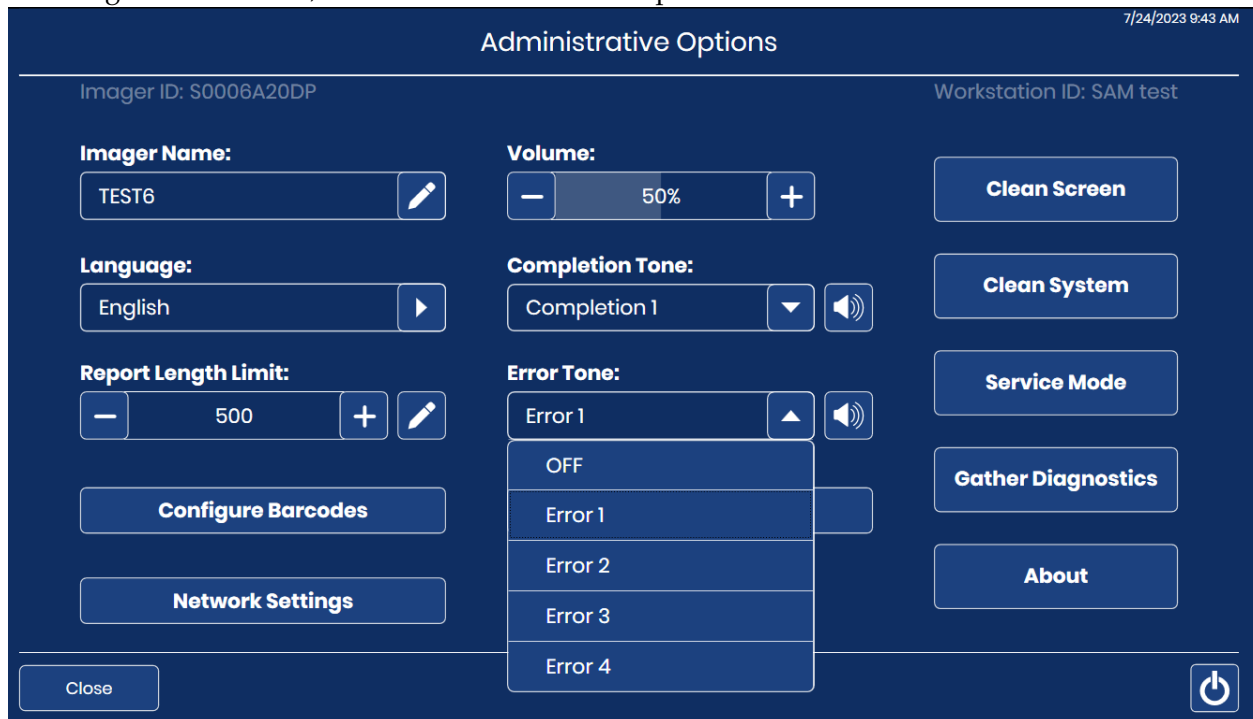 7/24/2023 9:43 AM
Administrative Options
Imager ID: S0006A20DP
Workstation ID: SAM test
Imager Name:
TEST6
Language:
English
Report Length Limit:
500
Configure Barcodes
Network Settings
Volume:
50%
Completion Tone:
Completion 1
Error Tone:
Error 1
OFF
Error 1
Error 2
Error 3
Error 4
Clean Screen
Clean System
Service Mode
Gather Diagnostics
About
Close